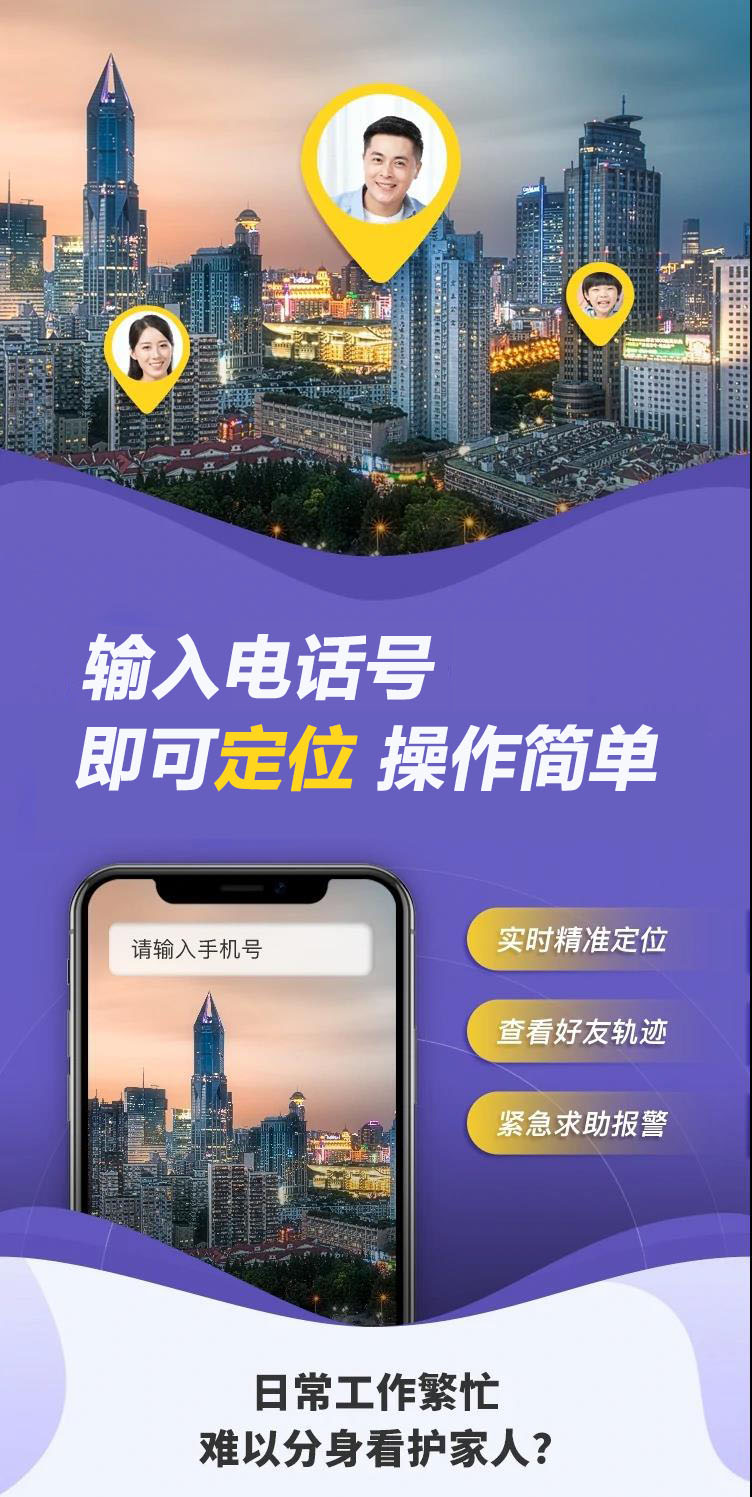 输入电话号
即可定位 操作简单
请输入手机号
实时精准定位
查看好友轨迹
紧急求助报警
日常工作繁忙
难以分身看护家人?